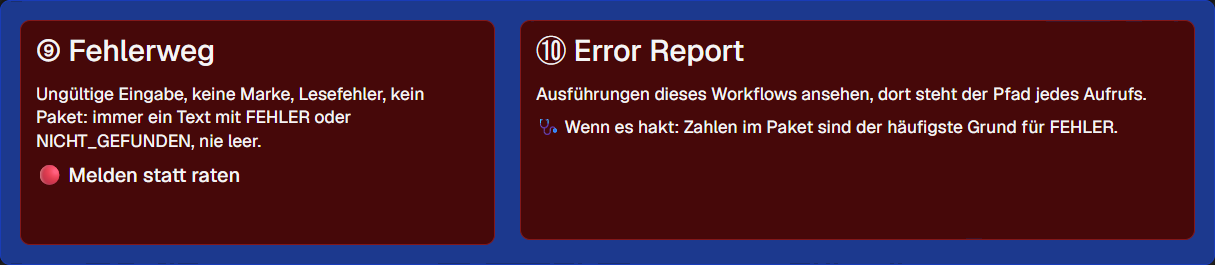 ⑨ Fehlerweg
Ungültige Eingabe, keine Marke, Lesefehler, kein
Paket: immer ein Text mit FEHLER oder
NICHT_GEFUNDEN, nie leer.
🔴 Melden statt raten
⑩ Error Report
Ausführungen dieses Workflows ansehen, dort steht der Pfad jedes Aufrufs.
🩺 Wenn es hakt: Zahlen im Paket sind der häufigste Grund für FEHLER.